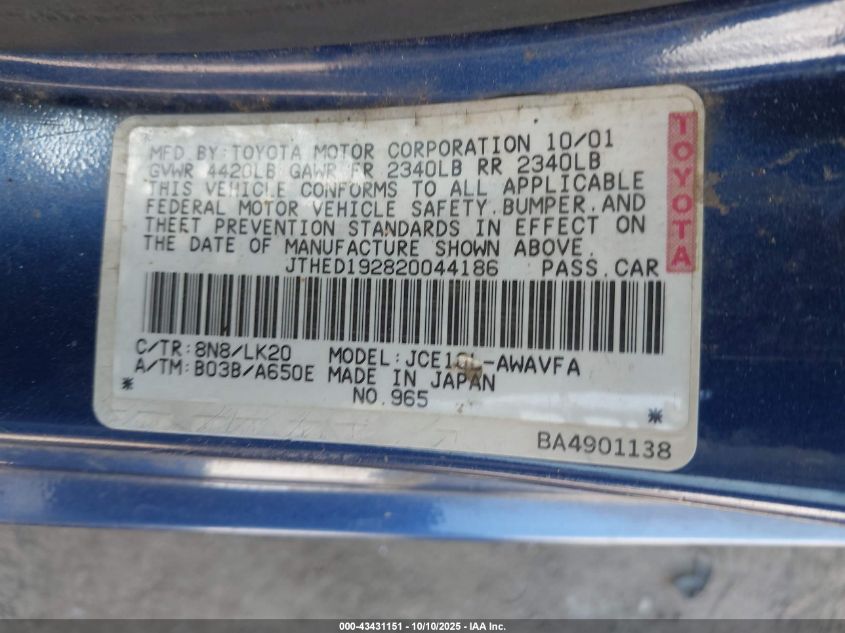 MFD.BY:TOYOTA MOTOR CORPORATION 10/01
GVWR 4420LB GAWR FR 2340LB RR 2340LB
THIS VEHICLE CONFORMS TO ALL APPLICABLE
FEDERAL MOTOR VEHICLE SAFETY,BUMPER,AND
THEFT PREVENTION STANDARDS IN EFFECT ON
THE DATE OF MANUFACTURE SHOWN ABOVE.
JTHED192820044186 PASS.CAR
C/TR:8N8/LK20 MODEL: -AWAVFA
A/TM:B03B/A650E MADE IN JAPAN
* NO.965 *
BA4901138
TOYOTA
000-43431151 • 10/10/2025 • IAA Inc.